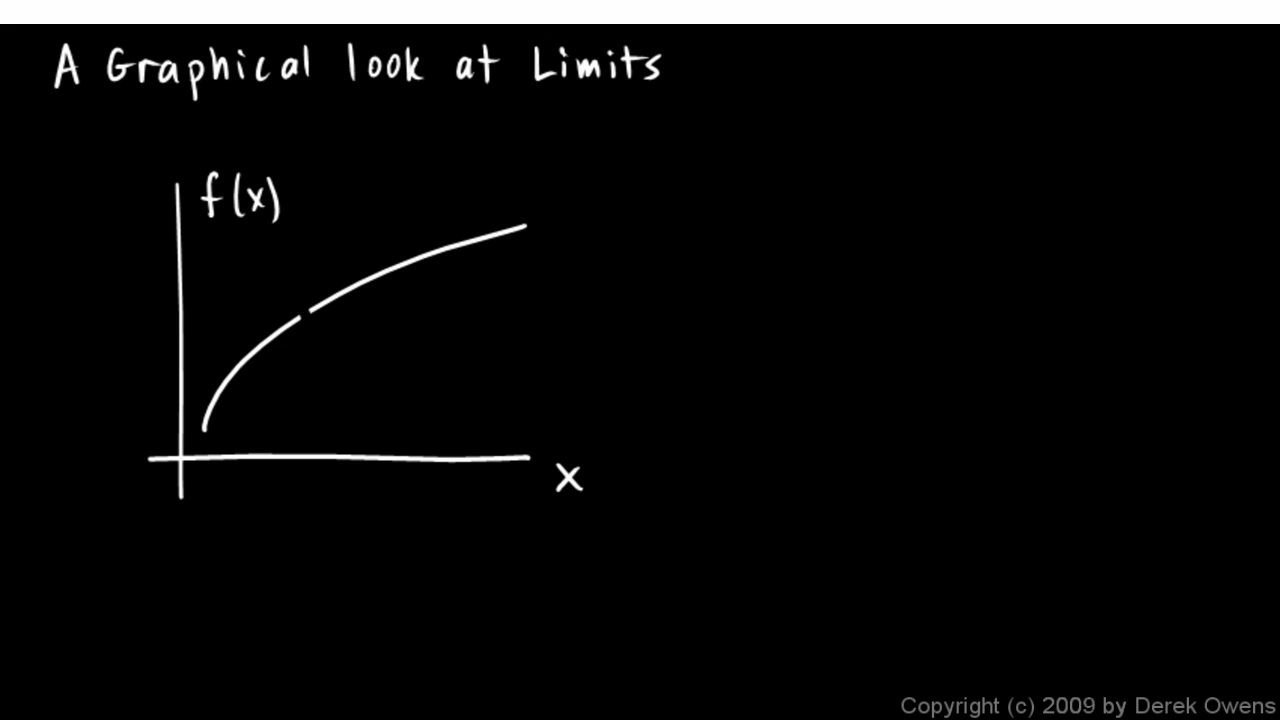 A Graphical look at Limits
f(x)
x
Copyright (c) 2009 by Derek Owens